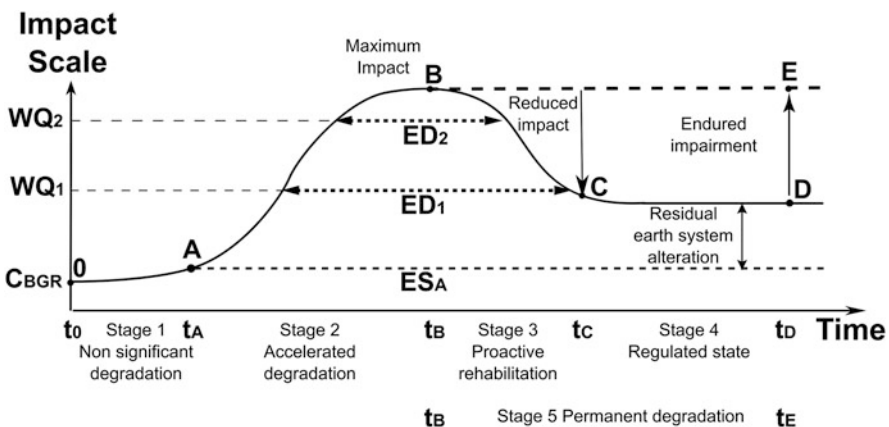 Impact
Scale
Maximum
Impact
B
E
WQ2
Reduced
impact
Endured
impairment
ED2
WQ1
ED1
C
D
Residual
earth system
alteration
A
0
CBGR
ESA
t0 Stage 1 tA Stage 2 tB Stage 3 tC Stage 4 tD Time
Non significant Accelerated Proactive Regulated state
degradation degradation rehabilitation
tB Stage 5 Permanent degradation tE